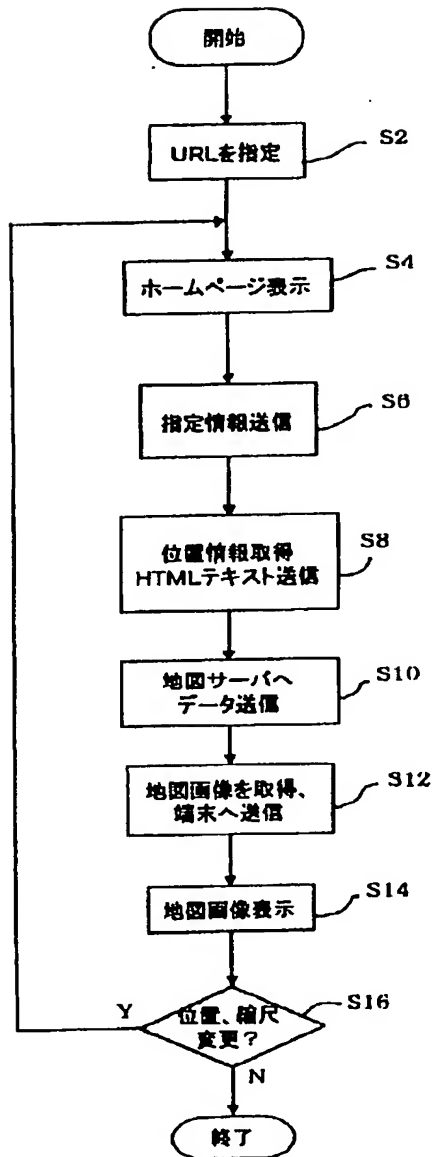 開始
URLを指定
S2
ホームページ表示
S4
指定情報送信
S6
位置情報取得
HTMLテキスト送信
S8
地図サーバへ
データ送信
S10
地図画像を取得、
端末へ送信
S12
地図画像表示
S14
位置、縮尺
変更?
S16
Y
N
終了